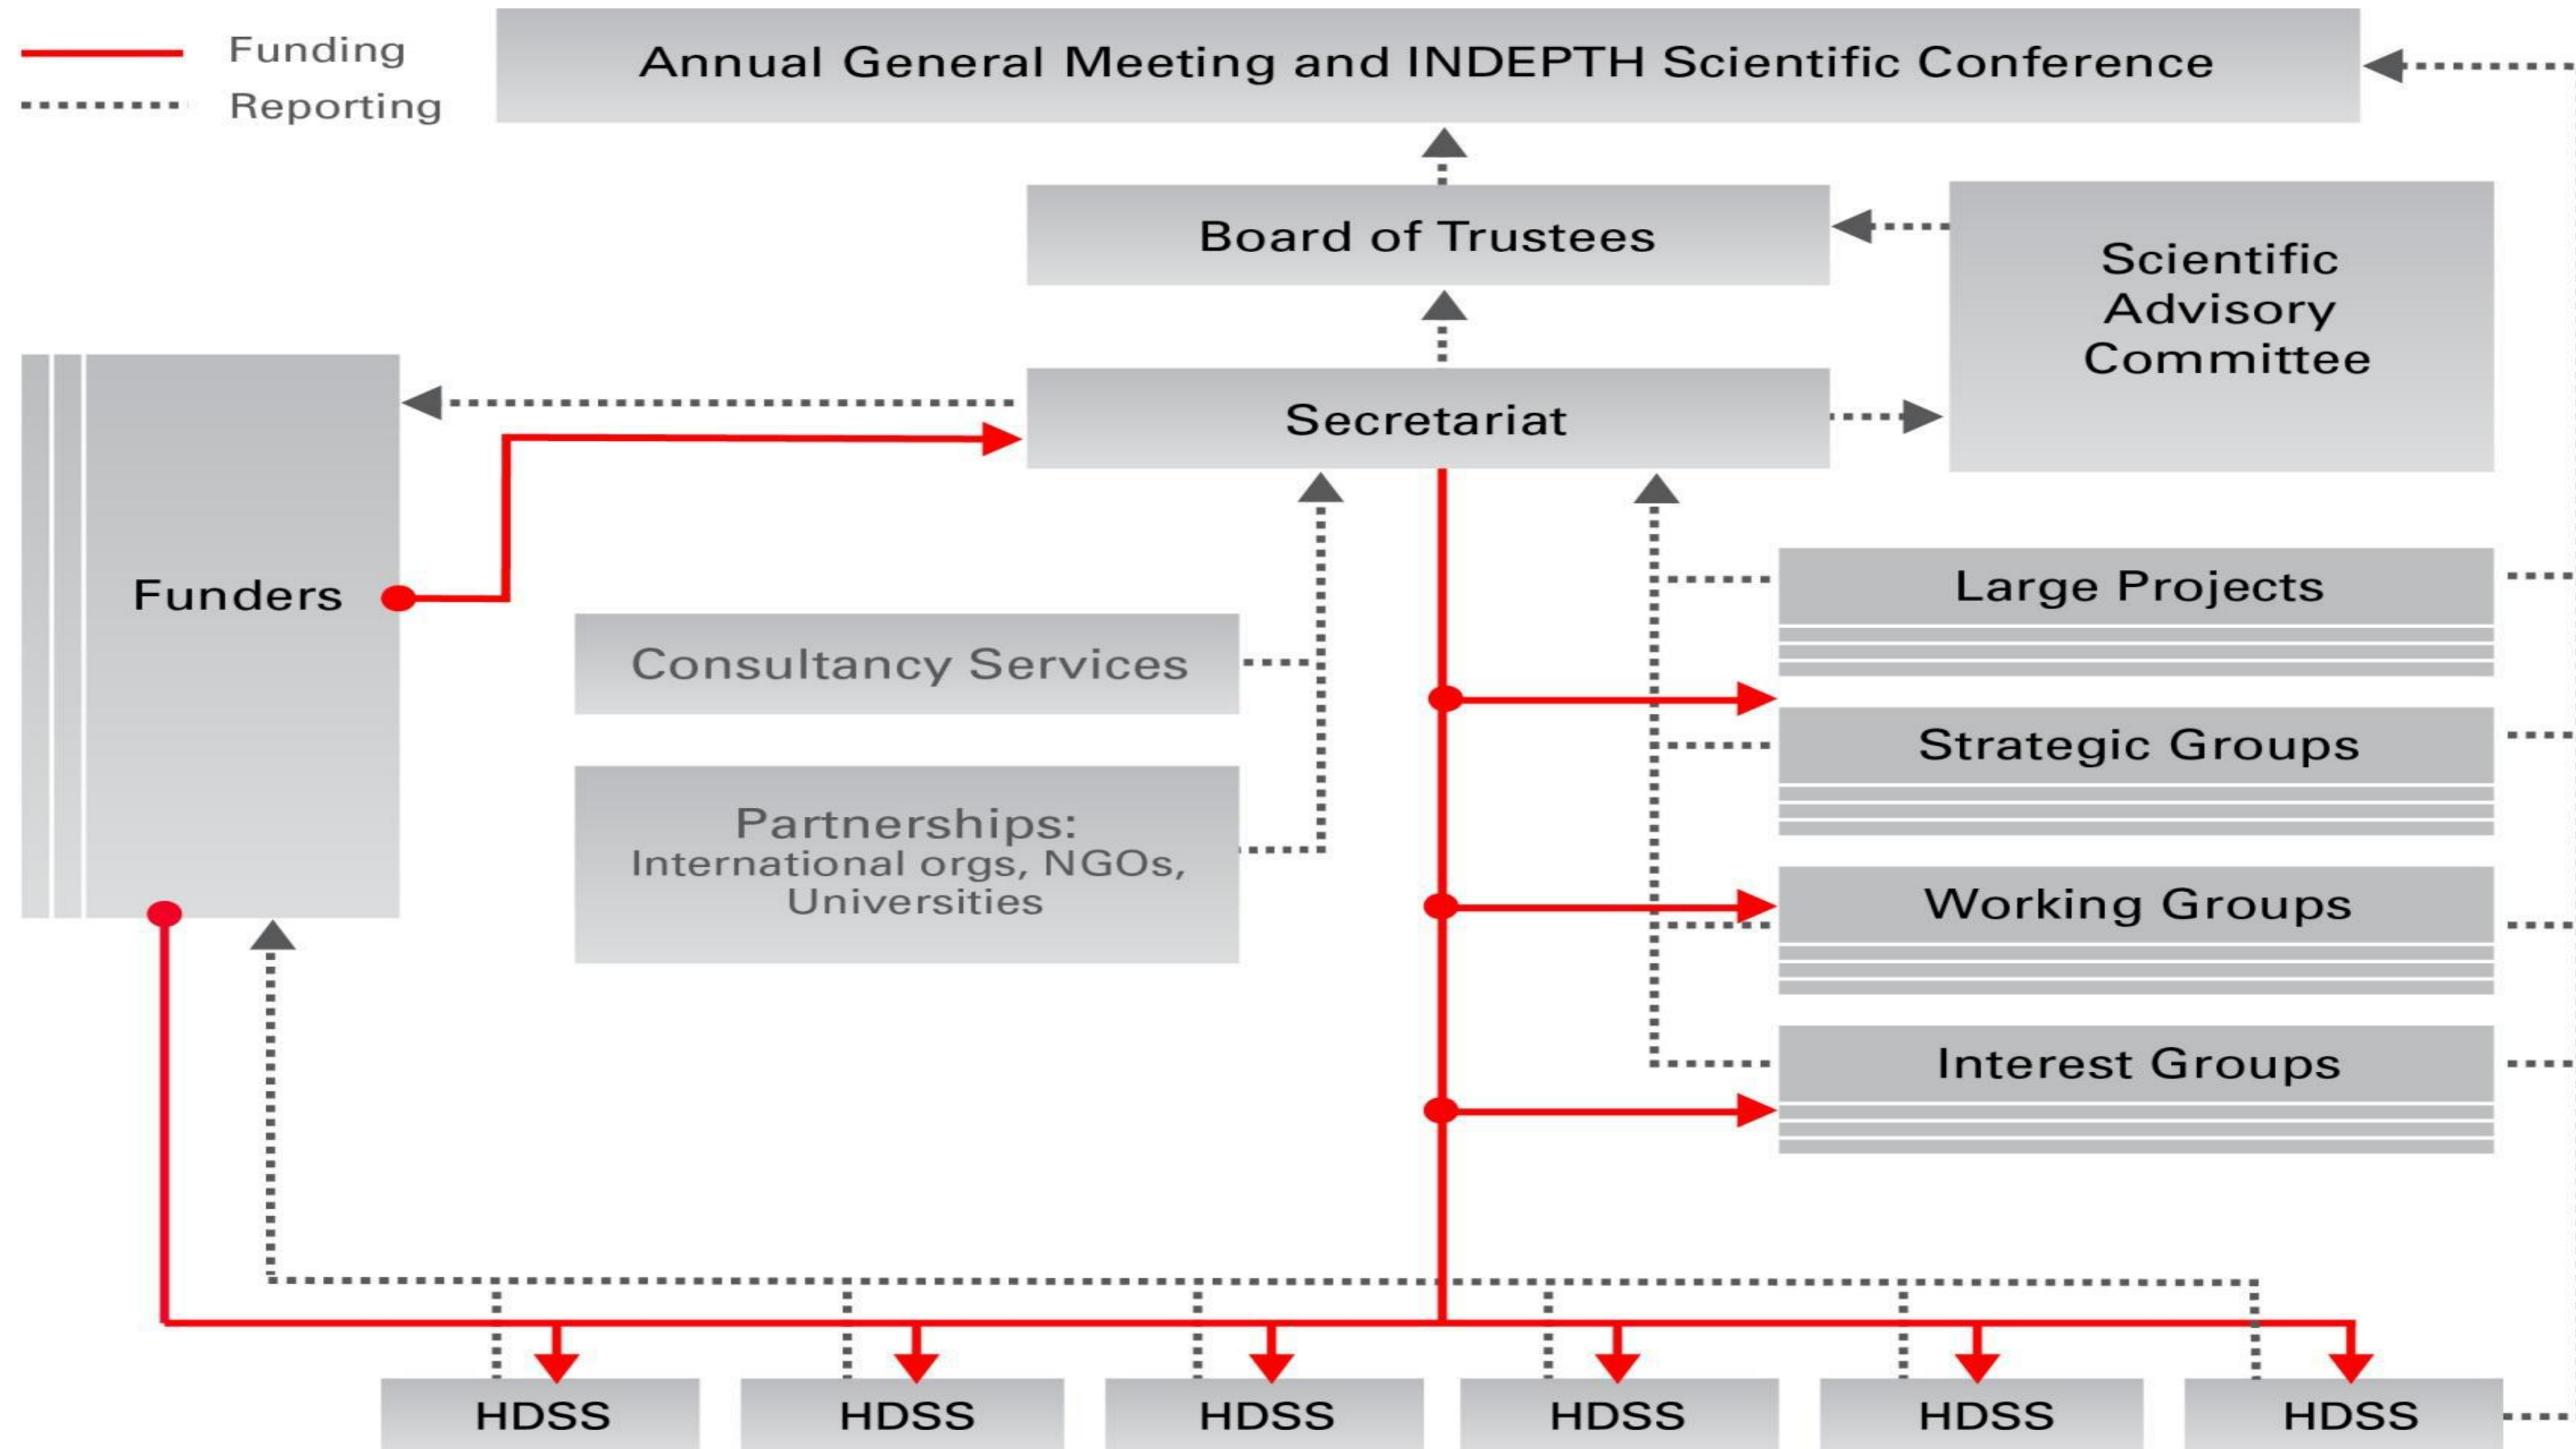 Funding
Reporting
Annual General Meeting and INDEPTH Scientific Conference
Board of Trustees
Scientific
Advisory
Committee
Secretariat
Funders
Consultancy Services
Partnerships:
International orgs, NGOs,
Universities
Large Projects
Strategic Groups
Working Groups
Interest Groups
HDSS
HDSS
HDSS
HDSS
HDSS
HDSS